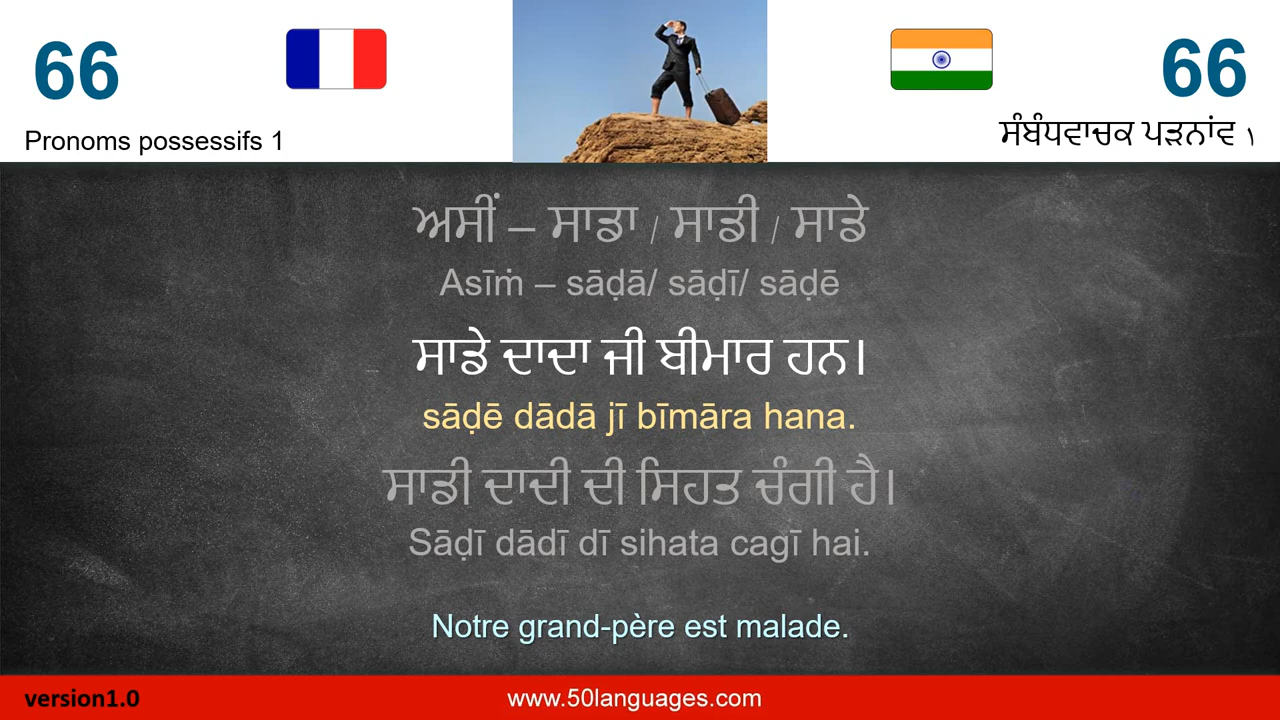 66
66
Pronoms possessifs 1
ਸੰਬੰਧਵਾਚਕ ਪੜਨਾਂਵ ۱
ਅਸੀਂ – ਸਾਡਾ / ਸਾਡੀ / ਸਾਡੇ
Asīṁ – sāḍā/ sāḍī/ sāḍē
ਸਾਡੇ ਦਾਦਾ ਜੀ ਬੀਮਾਰ ਹਨ।
sāḍē dādā jī bīmāra hana.
ਸਾਡੀ ਦਾਦੀ ਦੀ ਸਿਹਤ ਚੰਗੀ ਹੈ।
Sāḍī dādī dī sihata cagī hai.
Notre grand-père est malade.
version1.0
www.50languages.com